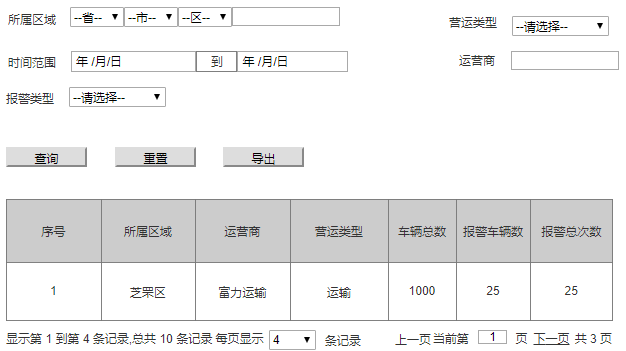 所属区域 --省-- --市-- --区-- 营运类型 --请选择--
时间范围 年 /月/日 到 年 /月/日 运营商
报警类型 --请选择--
查询 重置 导出
序号 所属区域 运营商 营运类型 车辆总数 报警车辆数 报警总次数
1 芝罘区 富力运输 运输 1000 25 25
显示第 1 到第 4 条记录,总共 10 条记录 每页显示 4 条记录 上一页 当前第 1 页 下一页 共 3 页